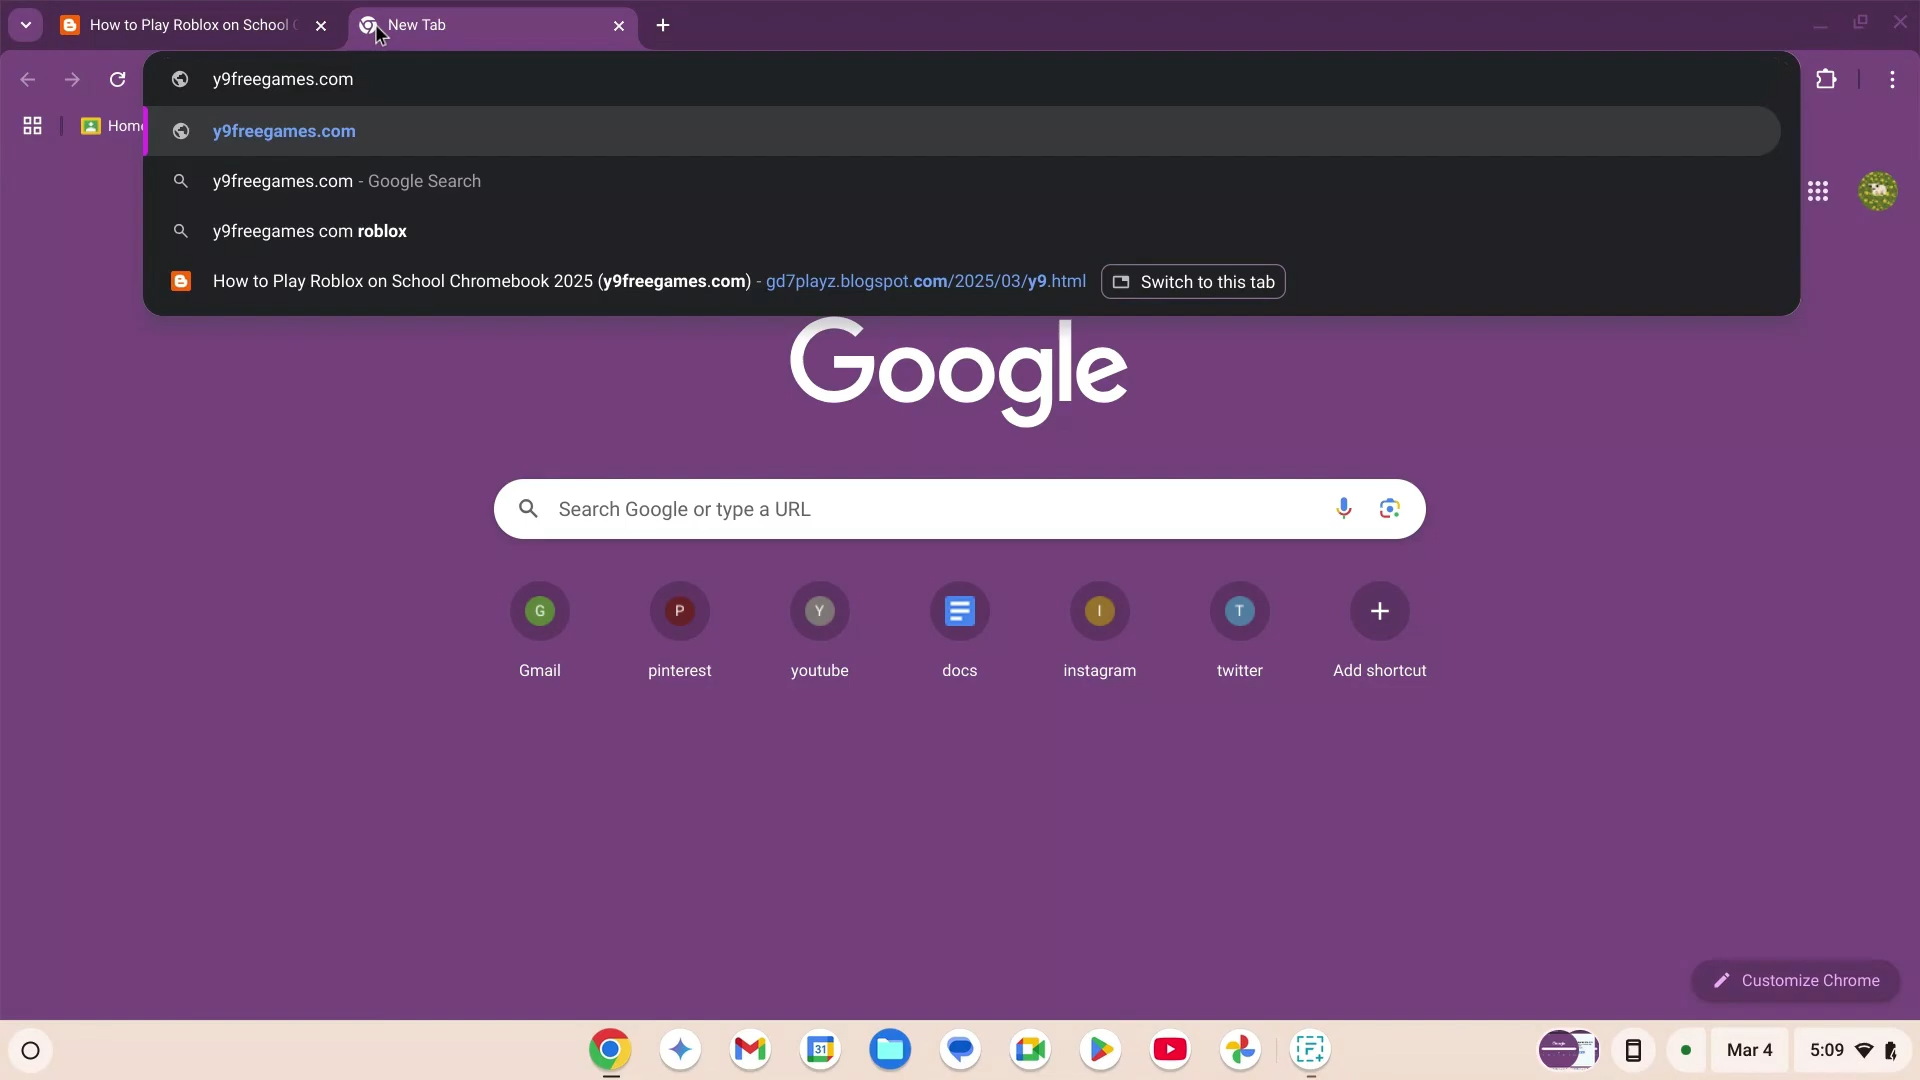 How to Play Roblox on School
New Tab
y9freegames.com
Home
y9freegames.com
y9freegames.com - Google Search
y9freegames com roblox
How to Play Roblox on School Chromebook 2025 (y9freegames.com) - gd7playz.blogspot.com/2025/03/y9.html Switch to this tab
Google
Search Google or type a URL
G P Y I T
Gmail pinterest youtube docs instagram twitter Add shortcut
Customize Chrome
31
Mar 4 5:09